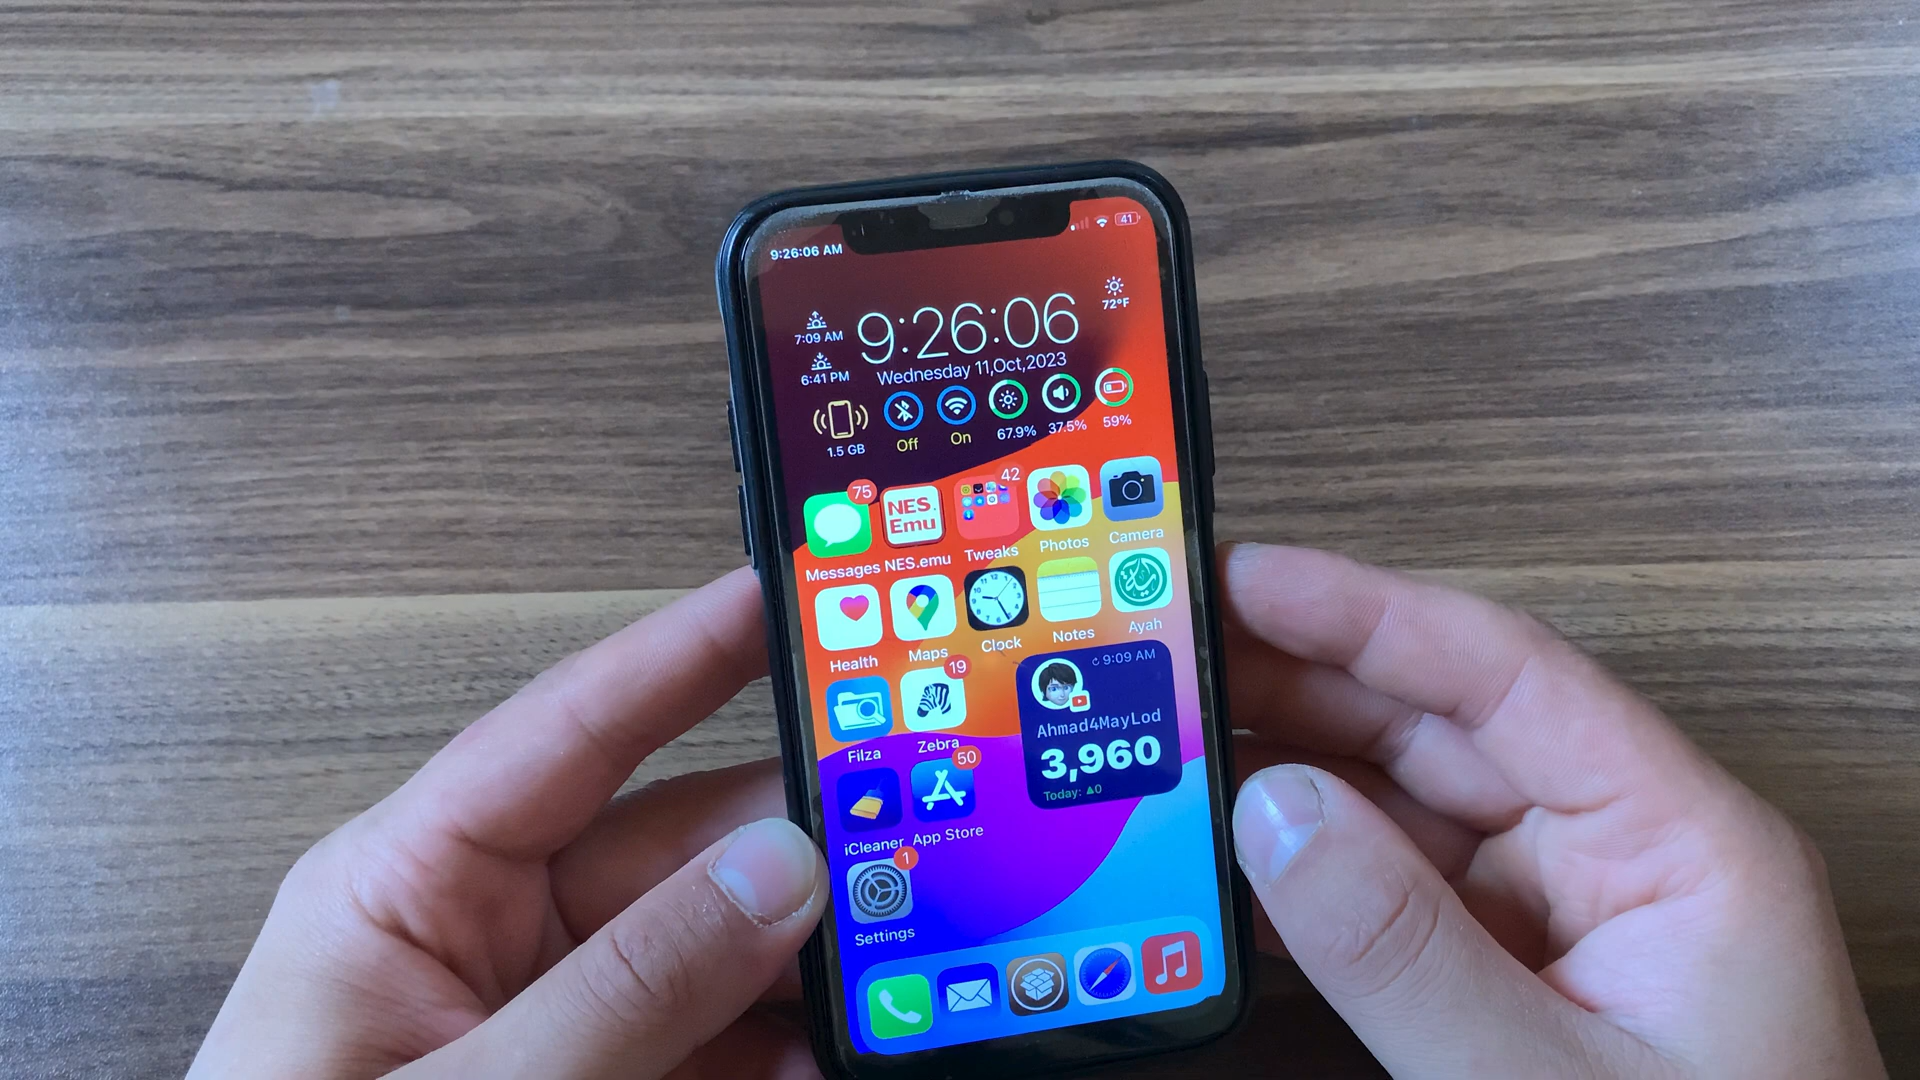 9:26:06 AM
41
72°F
7:09 AM
9:26:06
6:41 PM
Wednesday 11,Oct,2023
1.5 GB
Off
On
67.9%
37.5%
59%
75
42
NES.
Emu
Messages
NES.emu
Tweaks
Photos
Camera
Health
Maps
Clock
Notes
Ayah
19
9:09 AM
Ahmad4MayLod
3,960
Today: ▲0
Filza
Zebra
50
iCleaner
App Store
1
Settings